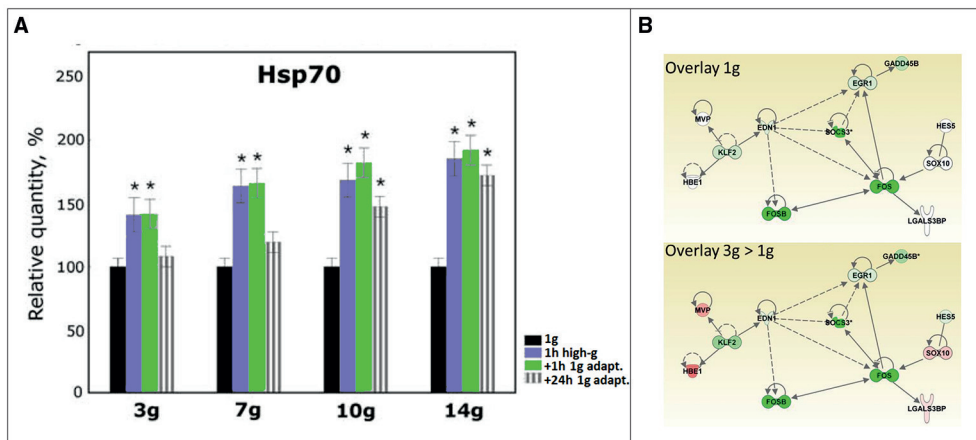 A
Hsp70
Relative quantity, %
250
200
150
100
50
0
* * * * * * * * * *
3g 7g 10g 14g
1g
1h high-g
+1h 1g adapt.
+24h 1g adapt.
B
Overlay 1g
GADD45B
EGR1
MVP
EDN1
SOCS3*
HES5
KLF2
SOX10
HBE1
FOS
FOSB
LGALS3BP
Overlay 3g > 1g
GADD45B*
EGR1
MVP
EDN1
SOCS3*
HES5
KLF2
SOX10
HBE1
FOS
FOSB
LGALS3BP